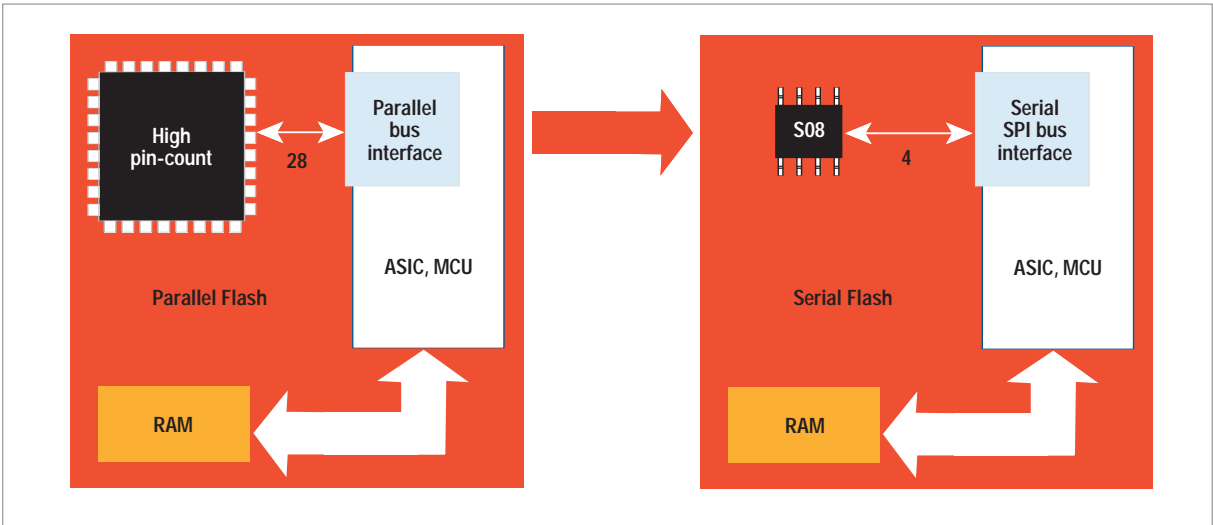 High
pin-count
28
Parallel
bus
interface
ASIC, MCU
Parallel Flash
RAM
S08
4
Serial
SPI bus
interface
ASIC, MCU
Serial Flash
RAM